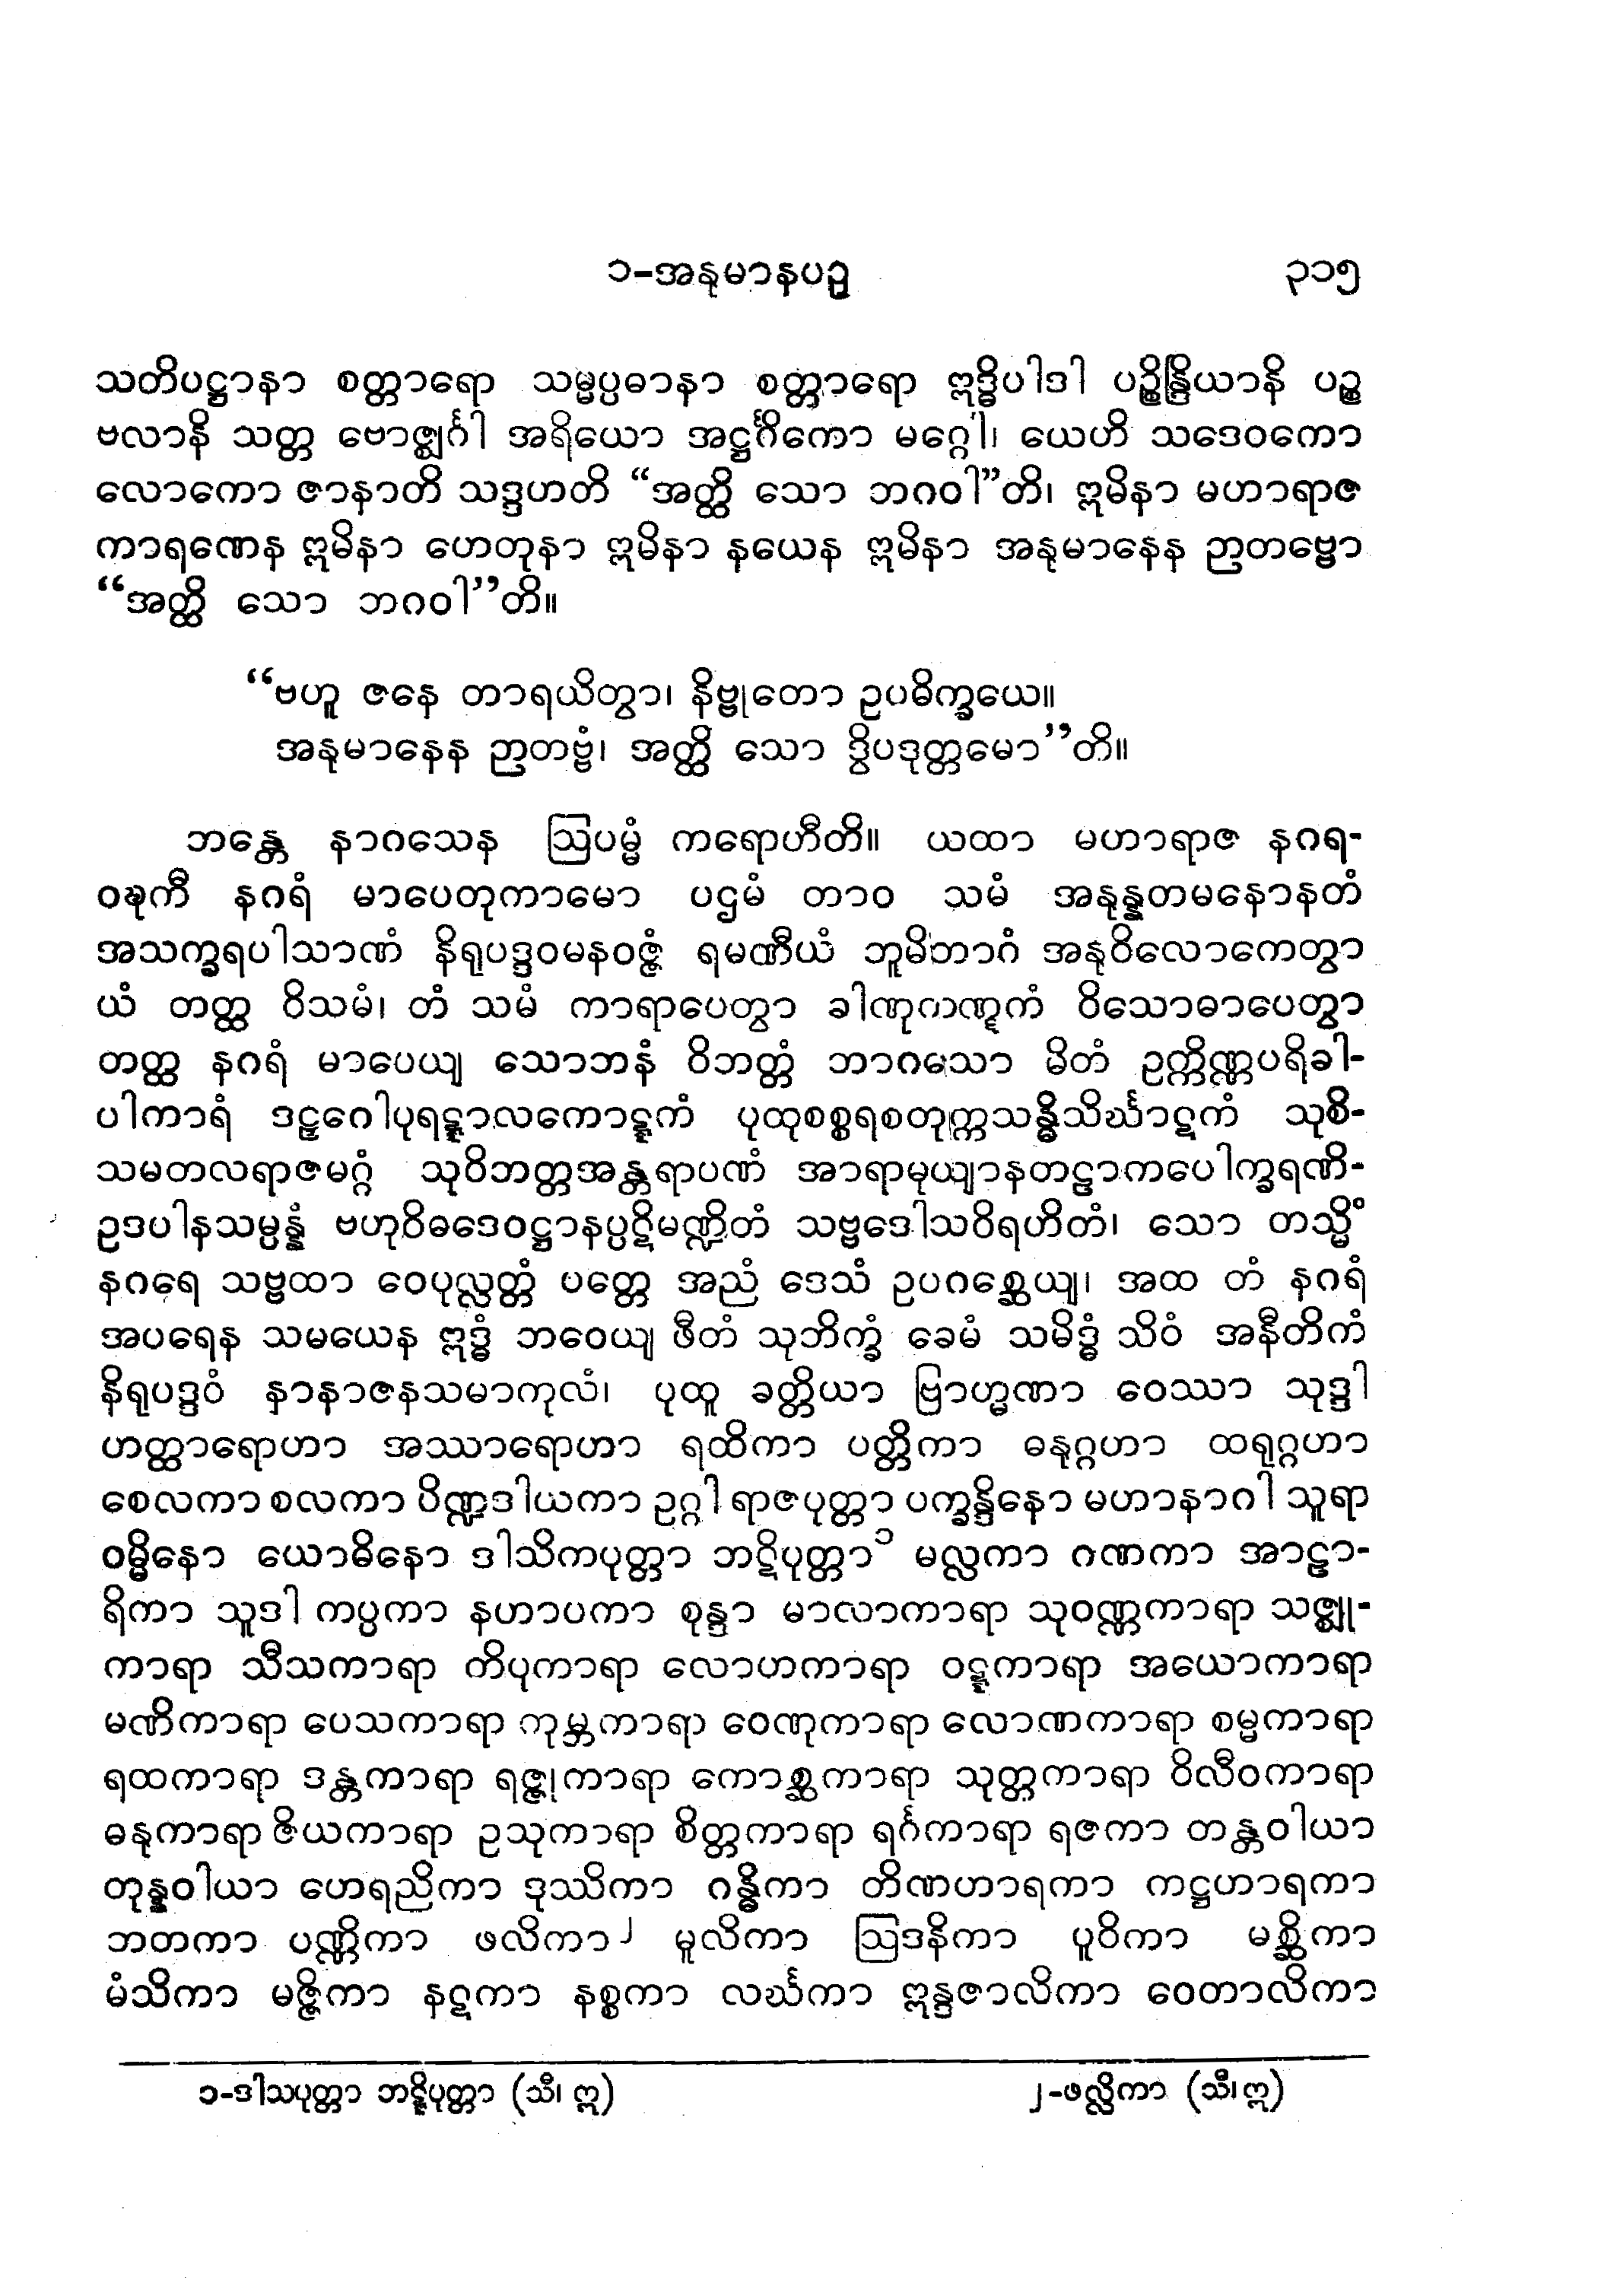 ၁-အနုမာနပဉှ
၃၁၅
သတိပဋ္ဌာနာ စတ္တာရော သမ္မပ္ပဓာနာ စတ္တာရော ဣဒ္ဓိပါဒါ ပဉ္စိန္ဒြိယာနိ ပဉ္စ
ဗလာနိ သတ္တ ဗောဇ္ဈင်္ဂါ အရိယော အဋ္ဌင်္ဂိကော မဂ္ဂေါ၊ ယေဟိ သဒေဝကော
လောကော ဇာနာတိ သဒ္ဒဟတိ “အတ္ထိ သော ဘဂဝါ”တိ၊ ဣမိနာ မဟာရာဇ
ကာရဏေန ဣမိနာ ဟေတုနာ ဣမိနာ နယေန ဣမိနာ အနုမာနေန ဉာတဗ္ဗော
“အတ္ထိ သော ဘဂဝါ”တိ။
“ဗဟူ ဇနေ တာရယိတွာ၊ နိဗ္ဗုတော ဥပဓိက္ခယေ။
အနုမာနေန ဉာတဗ္ဗံ၊ အတ္ထိ သော ဒွိပဒုတ္တမော”တိ။
ဘန္တေ နာဂသေန ဩပမ္မံ ကရောဟီတိ။ ယထာ မဟာရာဇ နဂရ-
ဝဍ္ဎကီ နဂရံ မာပေတုကာမော ပဌမံ တာဝ သမံ အနုန္နတမနောနတံ
အသက္ခရပါသာဏံ နိရုပဒ္ဒဝမနဝဇ္ဇံ ရမဏီယံ ဘူမိဘာဂံ အနုဝိလောကေတွာ
ယံ တတ္ထ ဝိသမံ၊ တံ သမံ ကာရာပေတွာ ခါဏုကဏ္ဋကံ ဝိသောဓာပေတွာ
တတ္ထ နဂရံ မာပေယျ သောဘနံ ဝိဘတ္တံ ဘာဂသော မိတံ ဥက္ကိဏ္ဏပရိခါ-
ပါကာရံ ဒဠှဂေါပုရဋ္ဋာလကောဋ္ဋကံ ပုထုစစ္စရစတုက္ကသန္ဓိသိင်္ဃာဋကံ သုစိ-
သမတလရာဇမဂ္ဂံ သုဝိဘတ္တအန္တရာပဏံ အာရာမုယျာနတဠာကပေါက္ခရဏိ-
ဥဒပါနသမ္ပန္နံ ဗဟုဝိဓဒေဝဋ္ဌာနပ္ပဋိမဏ္ဍိတံ သဗ္ဗဒေါသဝိရဟိတံ၊ သော တသ္မိံ
နဂရေ သဗ္ဗထာ ဝေပုလ္လတ္တံ ပတ္တေ အညံ ဒေသံ ဥပဂစ္ဆေယျ၊ အထ တံ နဂရံ
အပရေန သမယေန ဣဒ္ဓံ ဘဝေယျ ဖီတံ သုဘိက္ခံ ခေမံ သမိဒ္ဓံ သိဝံ အနီတိကံ
နိရုပဒ္ဒဝံ နာနာဇနသမာကုလံ၊ ပုထူ ခတ္တိယာ ဗြာဟ္မဏာ ဝေဿာ သုဒ္ဒါ
ဟတ္ထာရောဟာ အဿာရောဟာ ရထိကာ ပတ္တိကာ ဓနုဂ္ဂဟာ ထရုဂ္ဂဟာ
စေလကာ စလကာ ပိဏ္ဍဒါယကာ ဥဂ္ဂါ ရာဇပုတ္တာ ပက္ခန္ဒိနော မဟာနာဂါ သူရာ
ဝမ္မိနော ယောဓိနော ဒါသိကပုတ္တာ ဘဋိပုတ္တာ၁ မလ္လကာ ဂဏကာ အာဠာ-
ရိကာ သူဒါ ကပ္ပကာ နဟာပကာ စုန္ဒာ မာလာကာရာ သုဝဏ္ဏကာရာ သဇ္ဈု-
ကာရာ သီသကာရာ တိပုကာရာ လောဟကာရာ ဝဋ္ဋကာရာ အယောကာရာ
မဏိကာရာ ပေသကာရာ ကုမ္ဘကာရာ ဝေဏုကာရာ လောဏကာရာ စမ္မကာရာ
ရထကာရာ ဒန္တကာရာ ရဇ္ဇုကာရာ ကောစ္ဆကာရာ သုတ္တကာရာ ဝိလီဝကာရာ
ဓနုကာရာ ဇိယကာရာ ဥသုကာရာ စိတ္တကာရာ ရင်္ဂကာရာ ရဇကာ တန္တဝါယာ
တုန္နဝါယာ ဟေရညိကာ ဒုဿိကာ ဂန္ဓိကာ တိဏဟာရကာ ကဋ္ဌဟာရကာ
ဘတကာ ပဏ္ဏိကာ ဖလိကာ၂ မူလိကာ ဩဒနိကာ ပူဝိကာ မစ္ဆိကာ
မံသိကာ မဇ္ဇိကာ နဋကာ နစ္စကာ လင်္ဃကာ ဣန္ဒဇာလိကာ ဝေတာလိကာ
၁-ဒါသပုတ္တာ ဘဋ္ဋိပုတ္တာ (သီ၊ ဣ)
၂-ဖလ္လိကာ (သီ၊ ဣ)